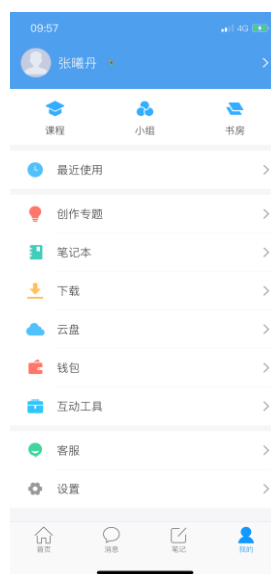 09:57
4G
张曦丹
课程 小组 书房
最近使用
创作专题
笔记本
下载
云盘
钱包
互动工具
客服
设置
首页 消息 笔记 我的